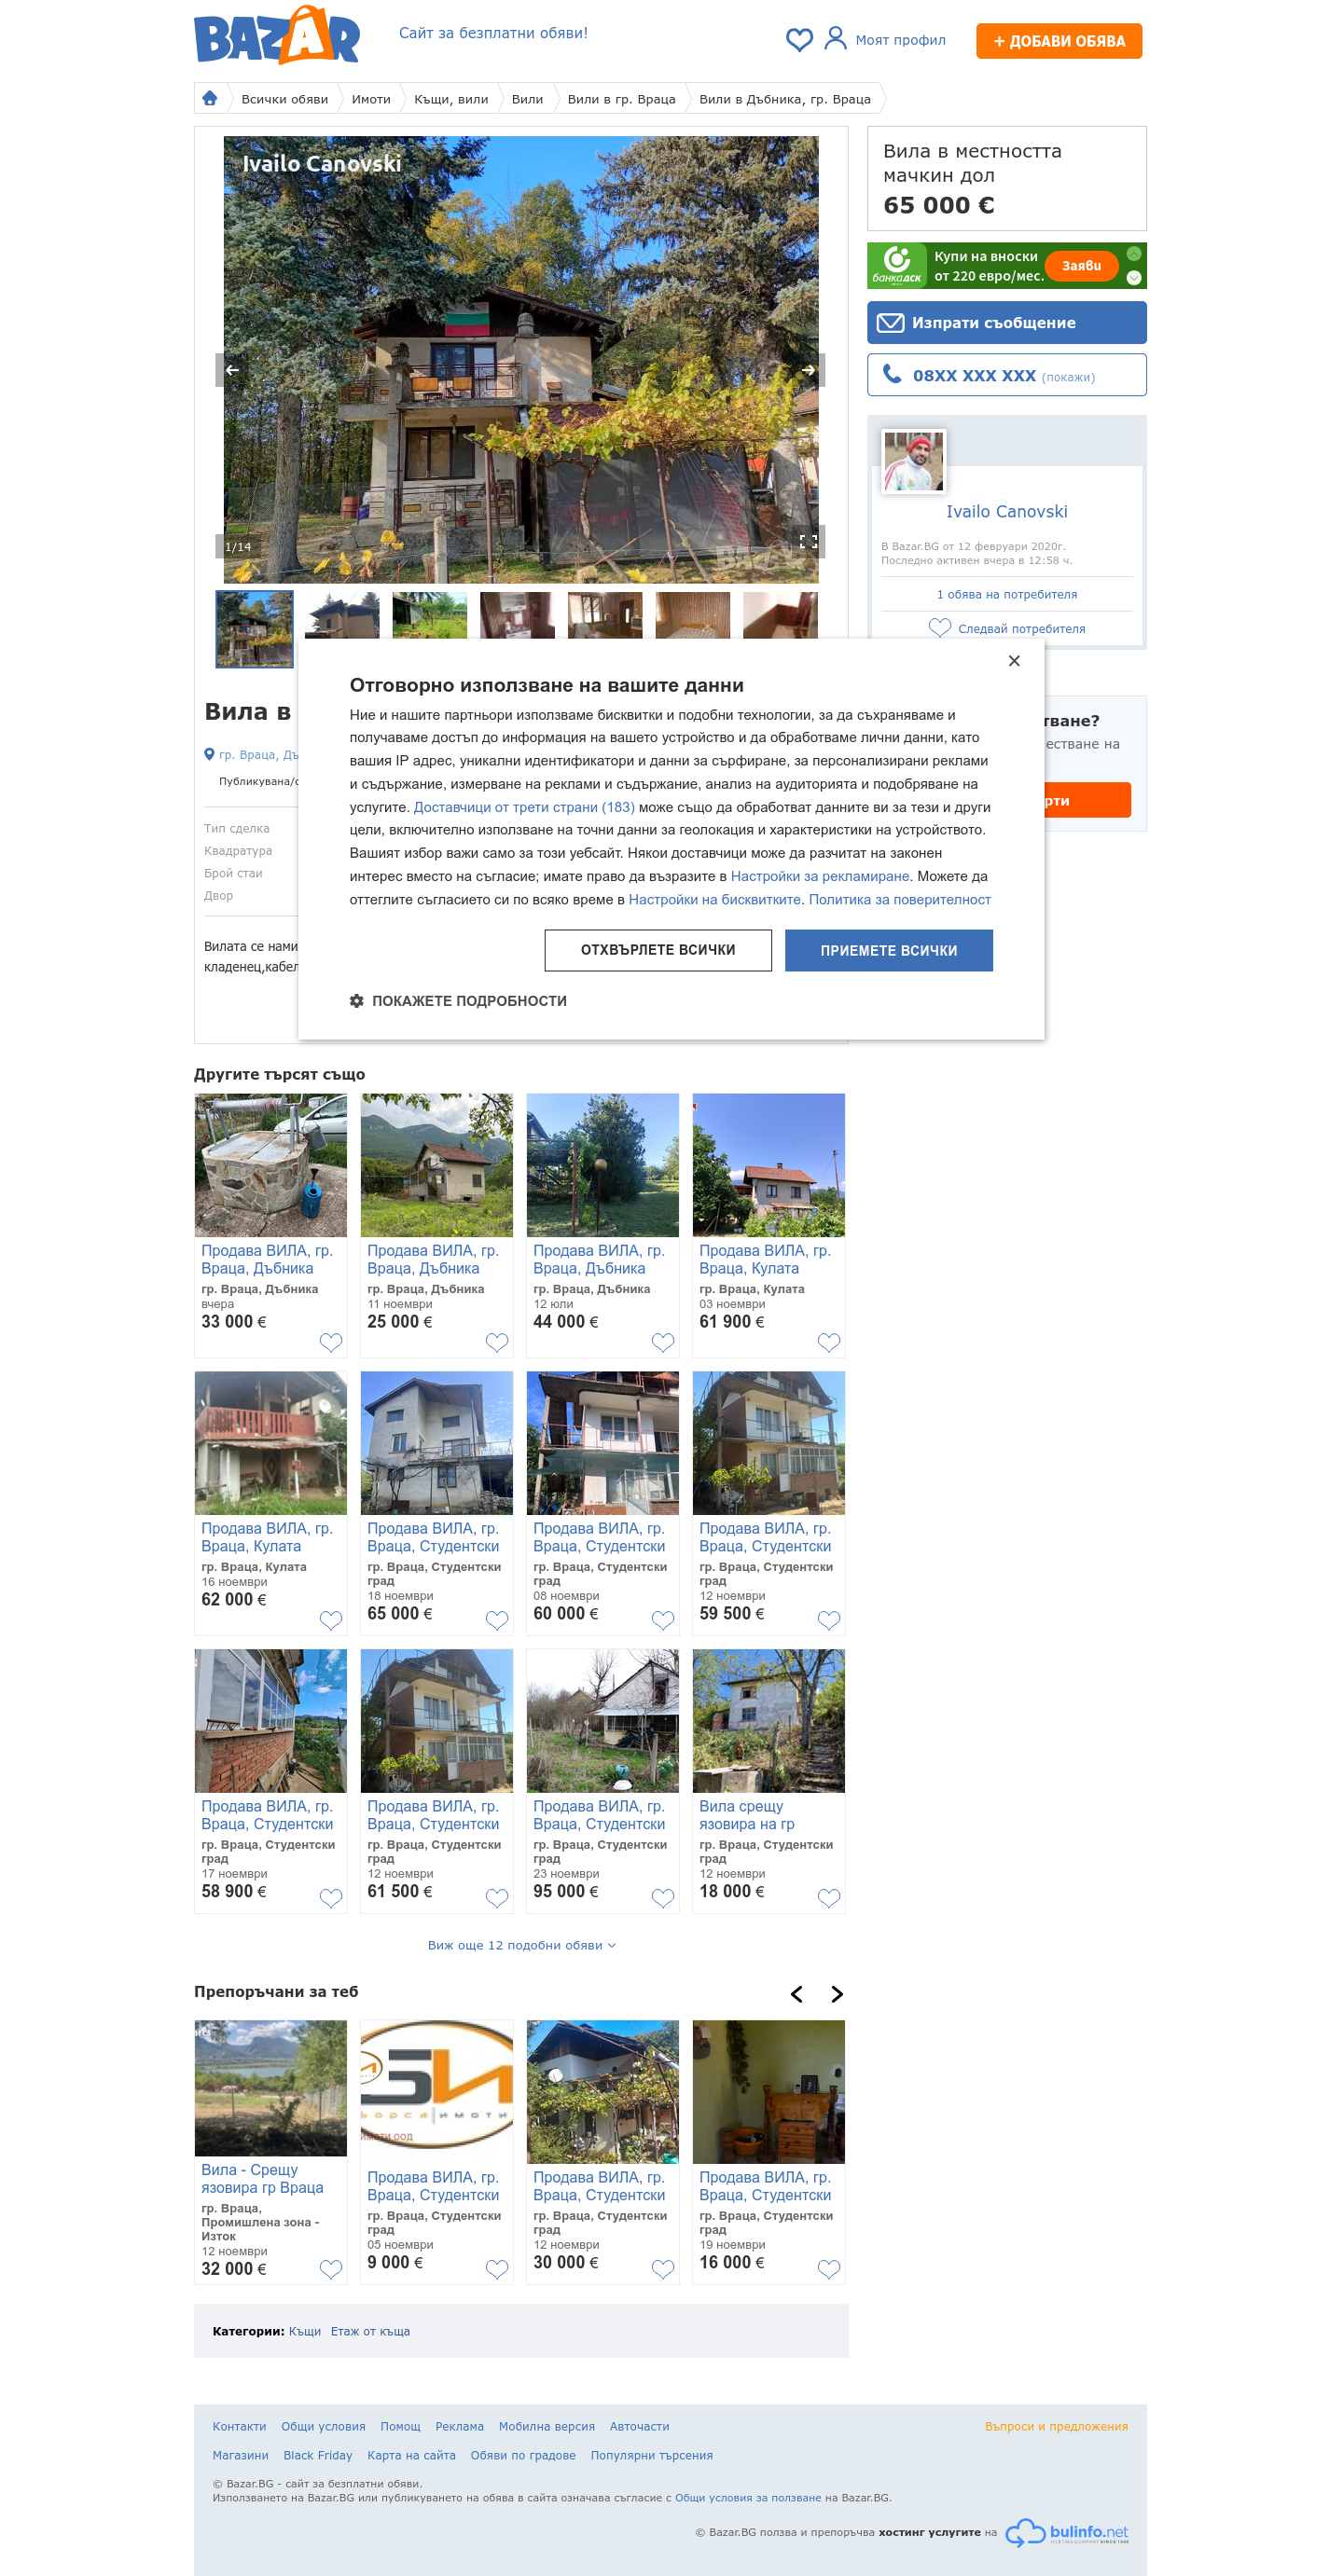 BAZAR
Сайт за безплатни обяви!
Моят профил
+ ДОБАВИ ОБЯВА
Всички обяви
Имоти
Къщи, вили
Вили
Вили в гр. Враца
Вили в Дъбника, гр. Враца
Ivailo Canovski
1/14
Вила в местността
мачкин дол
65 000 €
банка дск
Купи на вноски
от 220 евро/мес.
Заяви
Изпрати съобщение
08XX XXX XXX (покажи)
Ivailo Canovski
В Bazar.BG от 12 февруари 2020г.
Последно активен вчера в 12:58 ч.
1 обява на потребителя
Следвай потребителя
Вила в
гр. Враца, Дъ
Публикувана/
Тип сделка
Квадратура
Брой стаи
Двор
Вилата се нами
кладенец,кабел
Отговорно използване на вашите данни
Ние и нашите партньори използваме бисквитки и подобни технологии, за да съхраняваме и
получаваме достъп до информация на вашето устройство и да обработваме лични данни, като
вашия IP адрес, уникални идентификатори и данни за сърфиране, за персонализирани реклами
и съдържание, измерване на реклами и съдържание, анализ на аудиторията и подобряване на
услугите. Доставчици от трети страни (183) може също да обработват данните ви за тези и други
цели, включително използване на точни данни за геолокация и характеристики на устройството.
Вашият избор важи само за този уебсайт. Някои доставчици може да разчитат на законен
интерес вместо на съгласие; имате право да възразите в Настройки за рекламиране. Можете да
оттеглите съгласието си по всяко време в Настройки на бисквитките. Политика за поверителност
ОТХВЪРЛЕТЕ ВСИЧКИ
ПРИЕМЕТЕ ВСИЧКИ
ПОКАЖЕТЕ ПОДРОБНОСТИ
тване?
естване на
рти
Другите търсят също
Продава ВИЛА, гр.
Враца, Дъбника
гр. Враца, Дъбника
вчера
33 000 €
Продава ВИЛА, гр.
Враца, Дъбника
гр. Враца, Дъбника
11 ноември
25 000 €
Продава ВИЛА, гр.
Враца, Дъбника
гр. Враца, Дъбника
12 юли
44 000 €
Продава ВИЛА, гр.
Враца, Кулата
гр. Враца, Кулата
03 ноември
61 900 €
Продава ВИЛА, гр.
Враца, Кулата
гр. Враца, Кулата
16 ноември
62 000 €
Продава ВИЛА, гр.
Враца, Студентски
гр. Враца, Студентски
град
18 ноември
65 000 €
Продава ВИЛА, гр.
Враца, Студентски
гр. Враца, Студентски
град
08 ноември
60 000 €
Продава ВИЛА, гр.
Враца, Студентски
гр. Враца, Студентски
град
12 ноември
59 500 €
Продава ВИЛА, гр.
Враца, Студентски
гр. Враца, Студентски
град
17 ноември
58 900 €
Продава ВИЛА, гр.
Враца, Студентски
гр. Враца, Студентски
град
12 ноември
61 500 €
Продава ВИЛА, гр.
Враца, Студентски
гр. Враца, Студентски
град
23 ноември
95 000 €
Вила срещу
язовира на гр
гр. Враца, Студентски
град
12 ноември
18 000 €
Виж още 12 подобни обяви
Препоръчани за теб
Вила - Срещу
язовира гр Враца
гр. Враца,
Промишлена зона -
Изток
12 ноември
32 000 €
Продава ВИЛА, гр.
Враца, Студентски
гр. Враца, Студентски
град
05 ноември
9 000 €
Продава ВИЛА, гр.
Враца, Студентски
гр. Враца, Студентски
град
12 ноември
30 000 €
Продава ВИЛА, гр.
Враца, Студентски
гр. Враца, Студентски
град
19 ноември
16 000 €
Категории: Къщи Етаж от къща
Контакти Общи условия Помощ Реклама Мобилна версия Авточасти
Въпроси и предложения
Магазини Black Friday Карта на сайта Обяви по градове Популярни търсения
© Bazar.BG - сайт за безплатни обяви.
Използването на Bazar.BG или публикуването на обява в сайта означава съгласие с Общи условия за ползване на Bazar.BG.
© Bazar.BG ползва и препоръчва хостинг услугите на
bulinfo.net